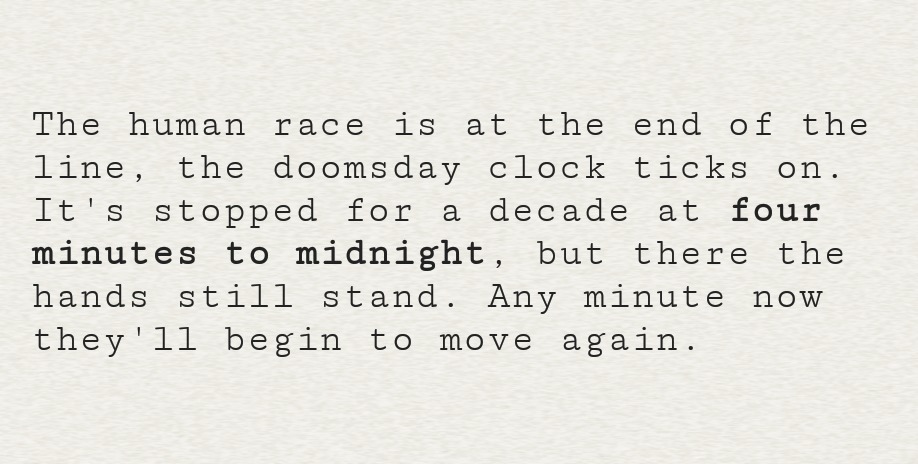 The human race is at the end of the
line, the doomsday clock ticks on.
It's stopped for a decade at four
minutes to midnight, but there the
hands still stand. Any minute now
they'll begin to move again.